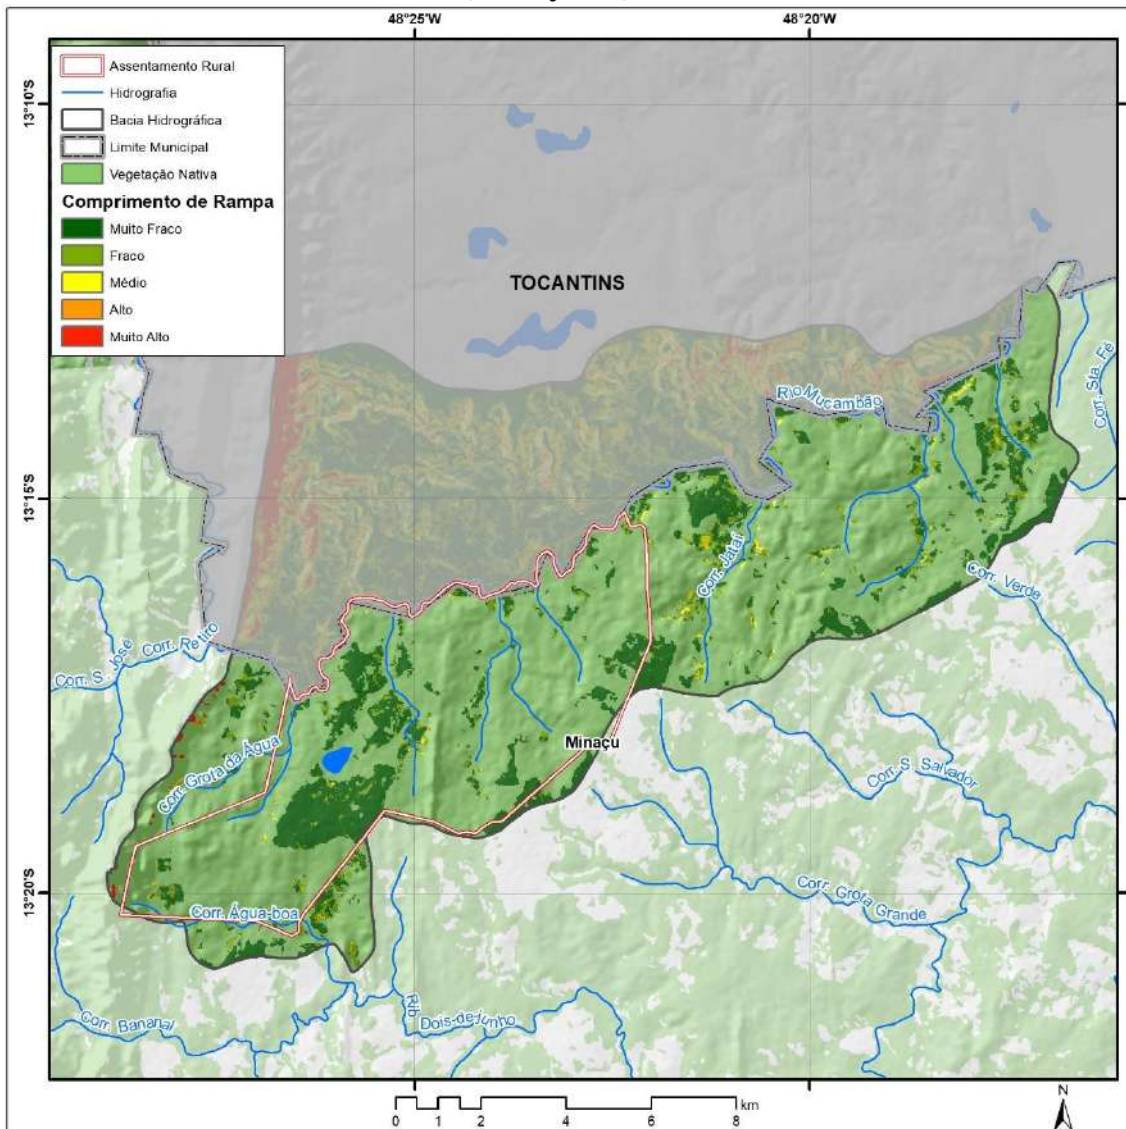 48°25'W
48°20'W
Assentamento Rural
Hidrografia
Bacia Hidrográfica
Limite Municipal
Vegetação Nativa
Comprimento de Rampa
Muito Fraco
Fraco
Médio
Alto
Muito Alto
13°10'S
TOCANTINS
Corr. Sta. Fé
Rio Mucambão
13°15'S
Corr. Jataí
Corr. Verde
Corr. S. José
Corr. Retiro
Corr. Grota da Água
Minaçu
Corr. S. Salvador
13°20'S
Corr. Água-boa
Corr. Grota Grande
Corr. Bananal
Rib. Dois-de-junho
N
km
0 1 2 4 6 8